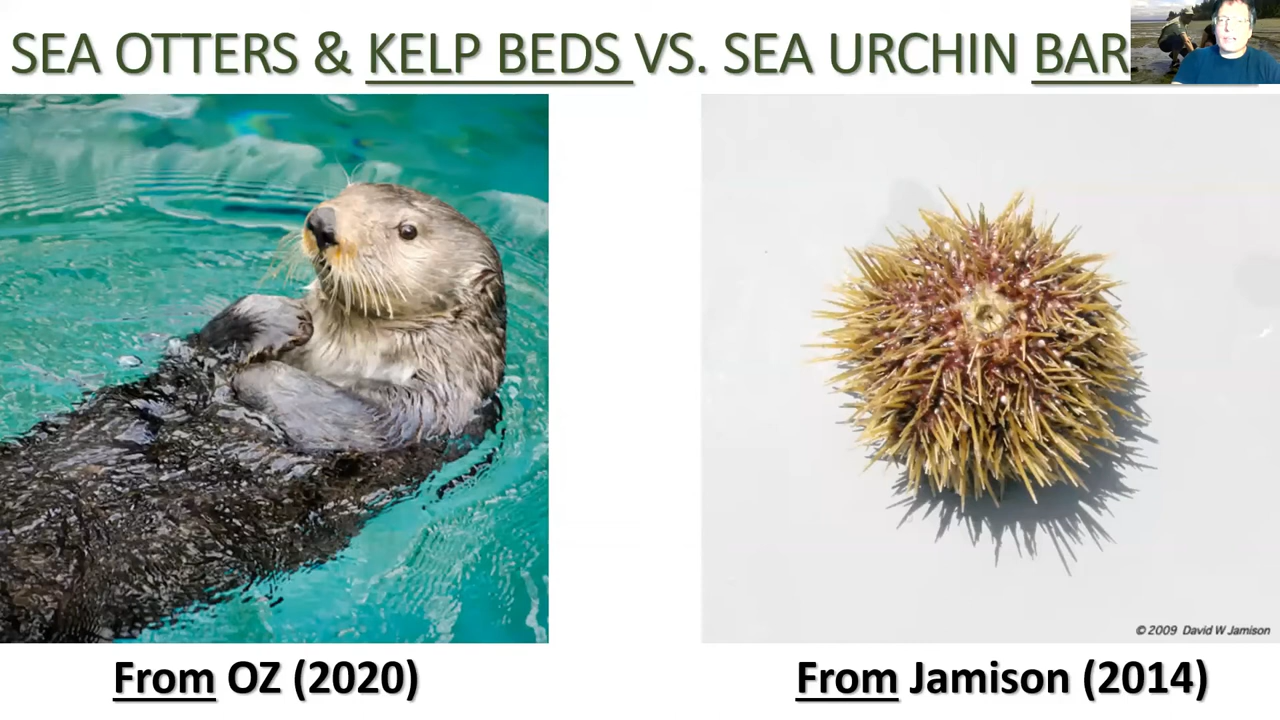 SEA OTTERS & KELP BEDS VS. SEA URCHIN BAR
© 2009 David W Jamison
From OZ (2020)
From Jamison (2014)